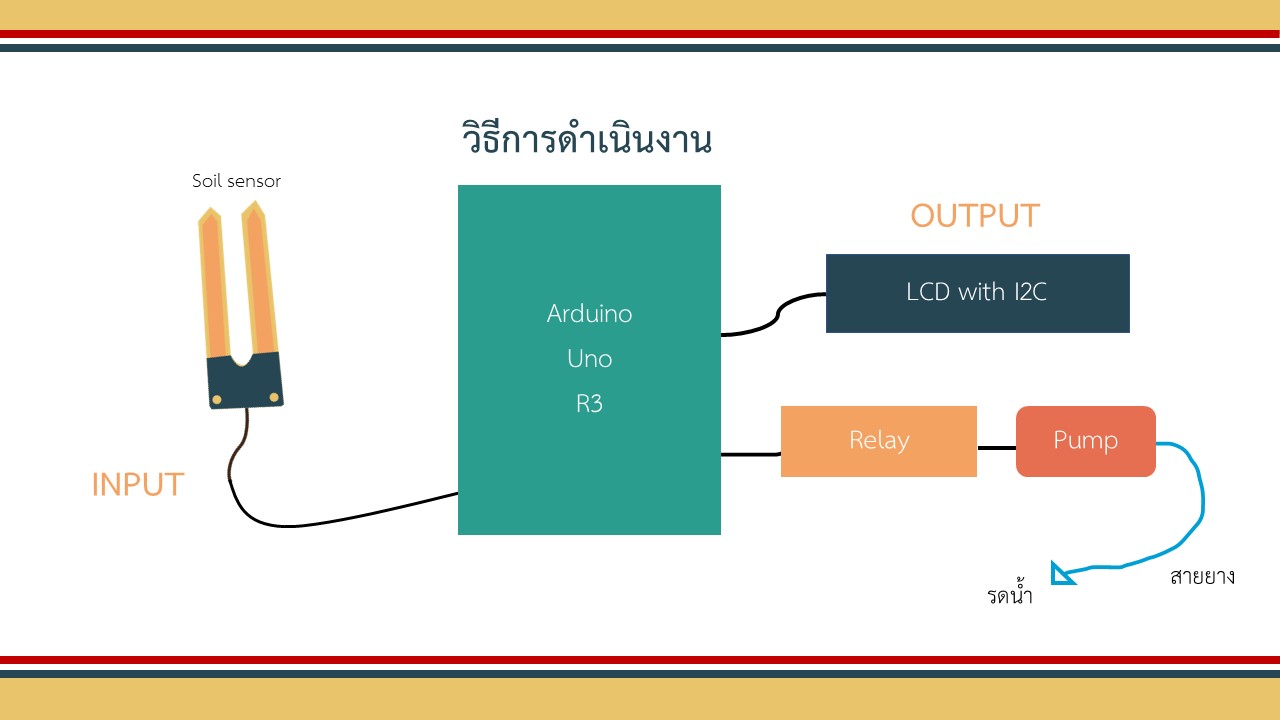 วิธีการดำเนินงาน
Soil sensor
INPUT
Arduino
Uno
R3
OUTPUT
LCD with I2C
Relay
Pump
สายยาง
รดน้ำ